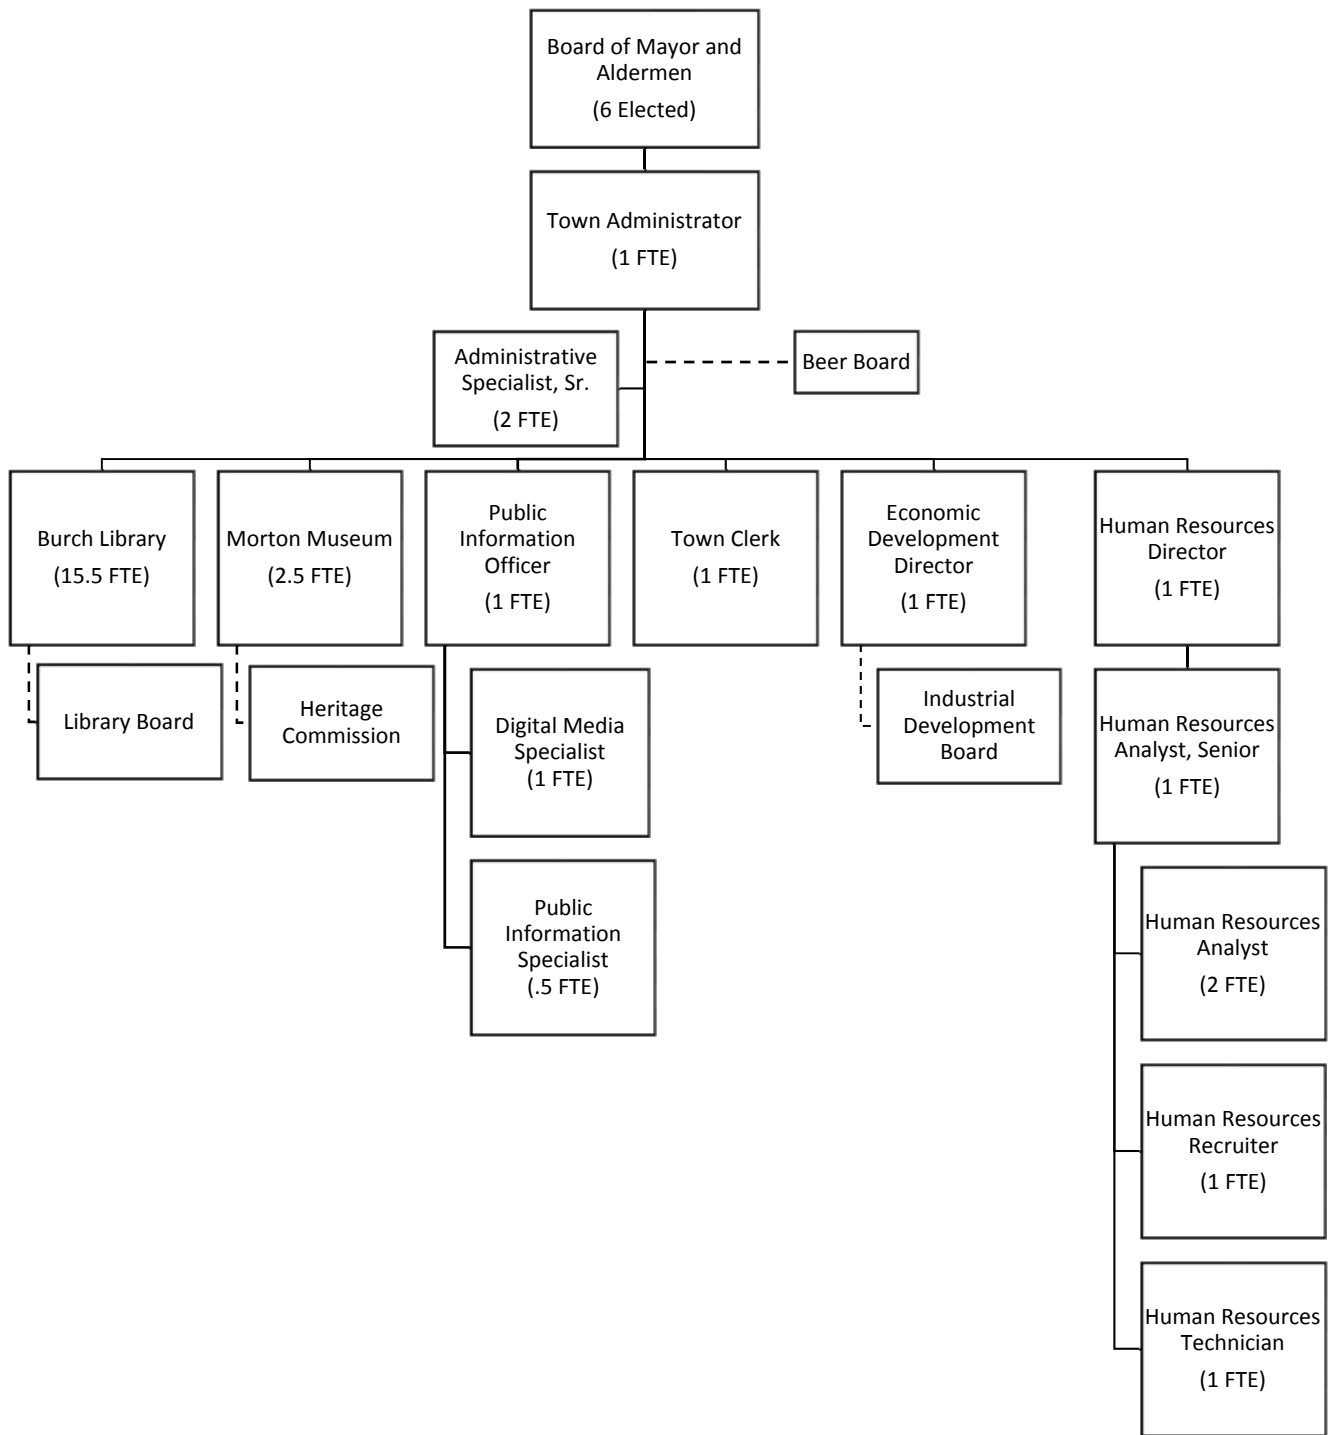 Board of Mayor and
Aldermen
(6 Elected)
Town Administrator
(1 FTE)
Administrative
Specialist, Sr.
(2 FTE)
Beer Board
Burch Library
(15.5 FTE)
Morton Museum
(2.5 FTE)
Public
Information
Officer
(1 FTE)
Town Clerk
(1 FTE)
Economic
Development
Director
(1 FTE)
Human Resources
Director
(1 FTE)
Library Board
Heritage
Commission
Digital Media
Specialist
(1 FTE)
Industrial
Development
Board
Human Resources
Analyst, Senior
(1 FTE)
Public
Information
Specialist
(.5 FTE)
Human Resources
Analyst
(2 FTE)
Human Resources
Recruiter
(1 FTE)
Human Resources
Technician
(1 FTE)